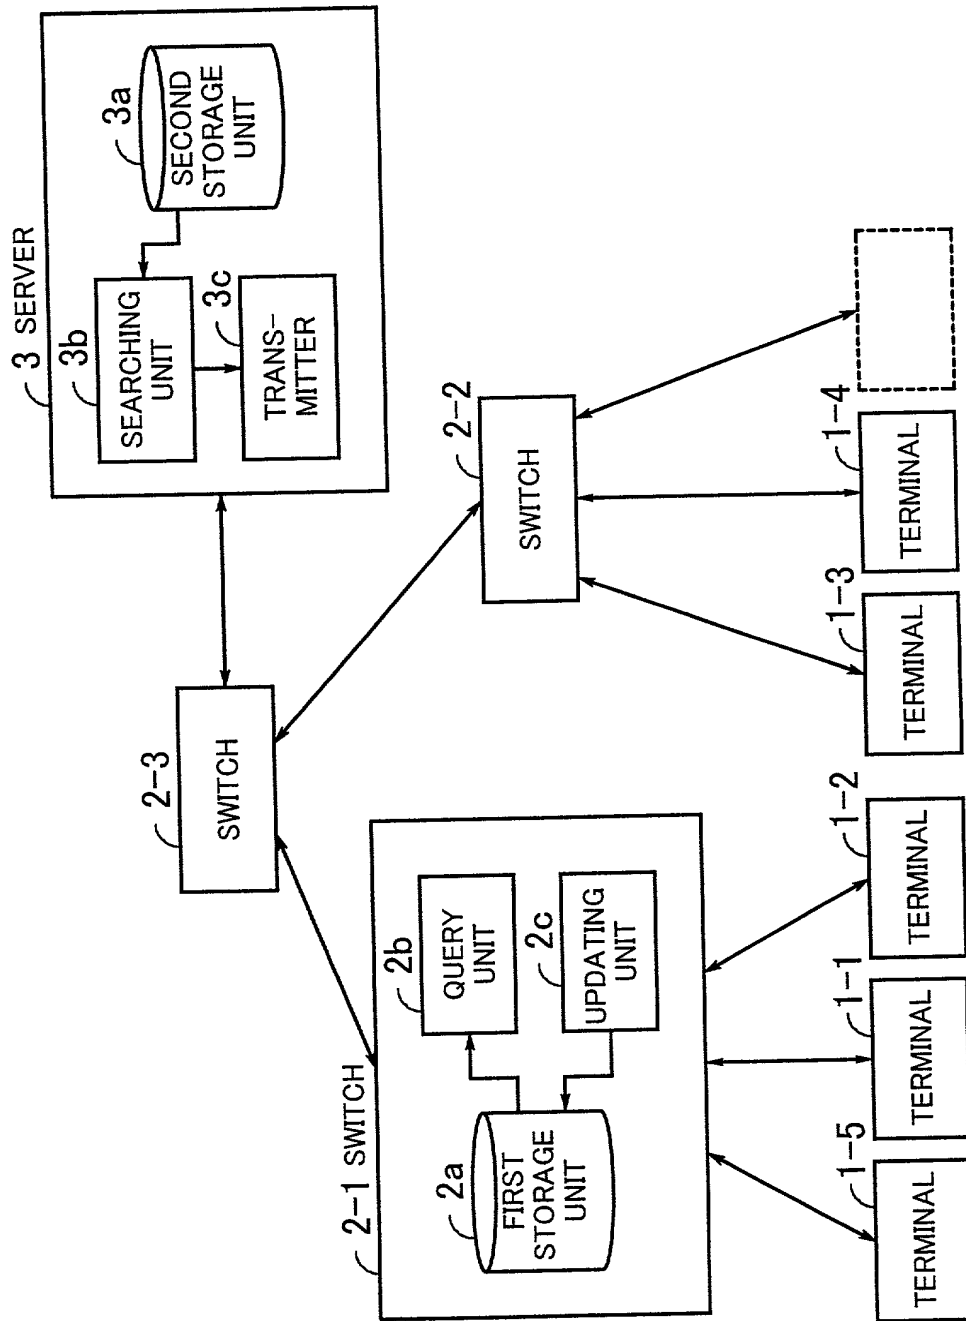 3 SERVER
3a
SECOND
STORAGE
UNIT
3b
SEARCHING
UNIT
3c
TRANS-
MITTER
2-3
SWITCH
2-2
SWITCH
2-1 SWITCH
2a
FIRST
STORAGE
UNIT
2b
QUERY
UNIT
2c
UPDATING
UNIT
1-5
TERMINAL
1-1
TERMINAL
1-2
TERMINAL
1-3
TERMINAL
1-4
TERMINAL